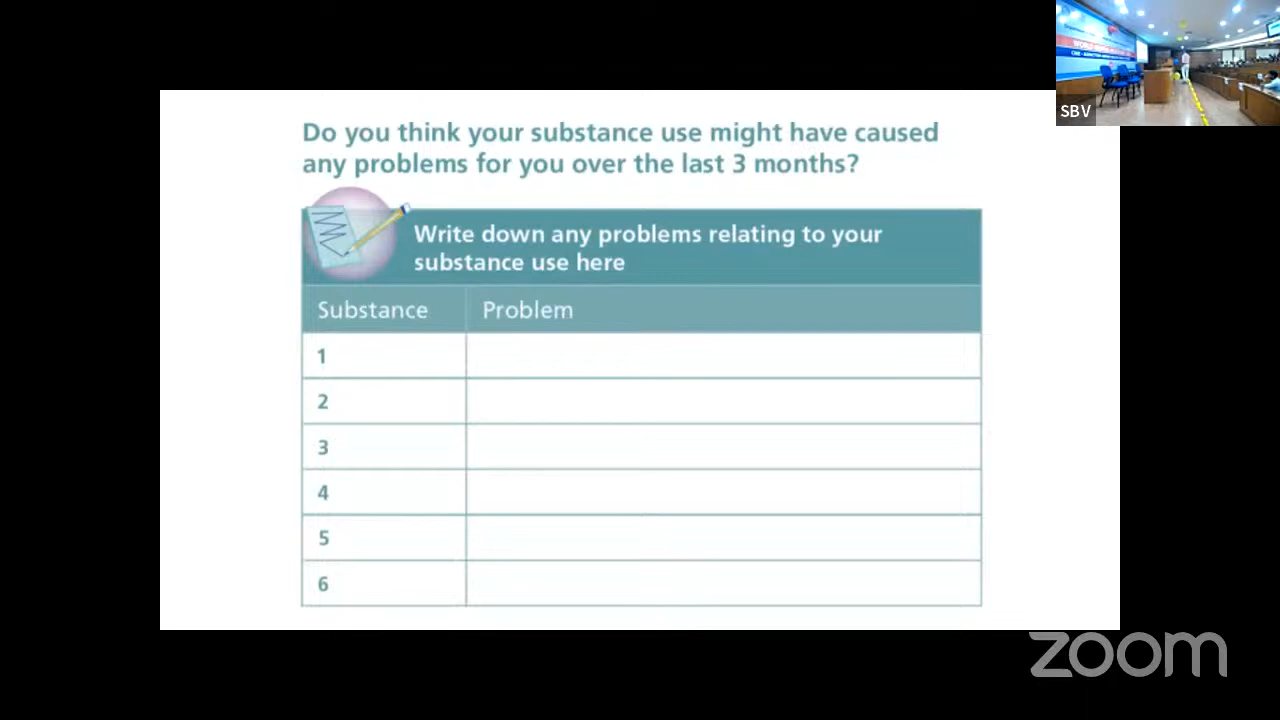 Do you think your substance use might have caused
any problems for you over the last 3 months?
Write down any problems relating to your
substance use here
Substance Problem
1
2
3
4
5
6
SBV
zoom